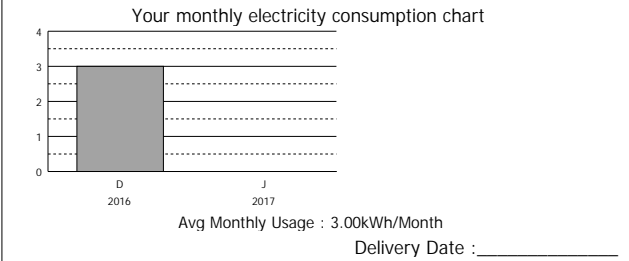 Your monthly electricity consumption chart
4
3
2
1
0
D J
2016 2017
Avg Monthly Usage : 3.00kWh/Month
Delivery Date :______________